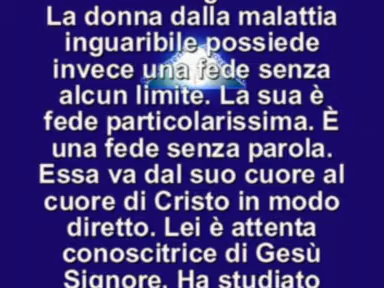 La donna dalla malattia
inguaribile possiede
invece una fede senza
alcun limite. La sua è
fede particolarissima. È
una fede senza parola.
Essa va dal suo cuore al
cuore di Cristo in modo
diretto. Lei è attenta
conoscitrice di Gesù
Signore. Ha studiato